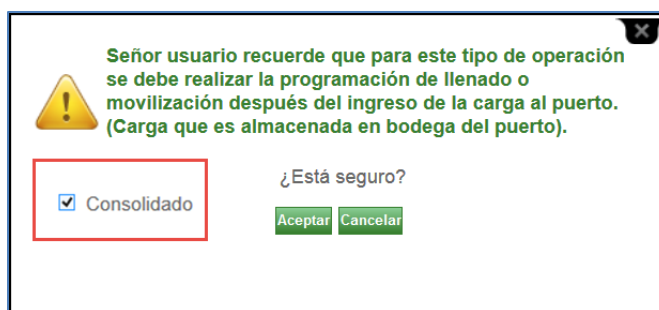 Señor usuario recuerde que para este tipo de operación
se debe realizar la programación de llenado o
movilización después del ingreso de la carga al puerto.
(Carga que es almacenada en bodega del puerto).
¿Está seguro?
Consolidado
Aceptar Cancelar